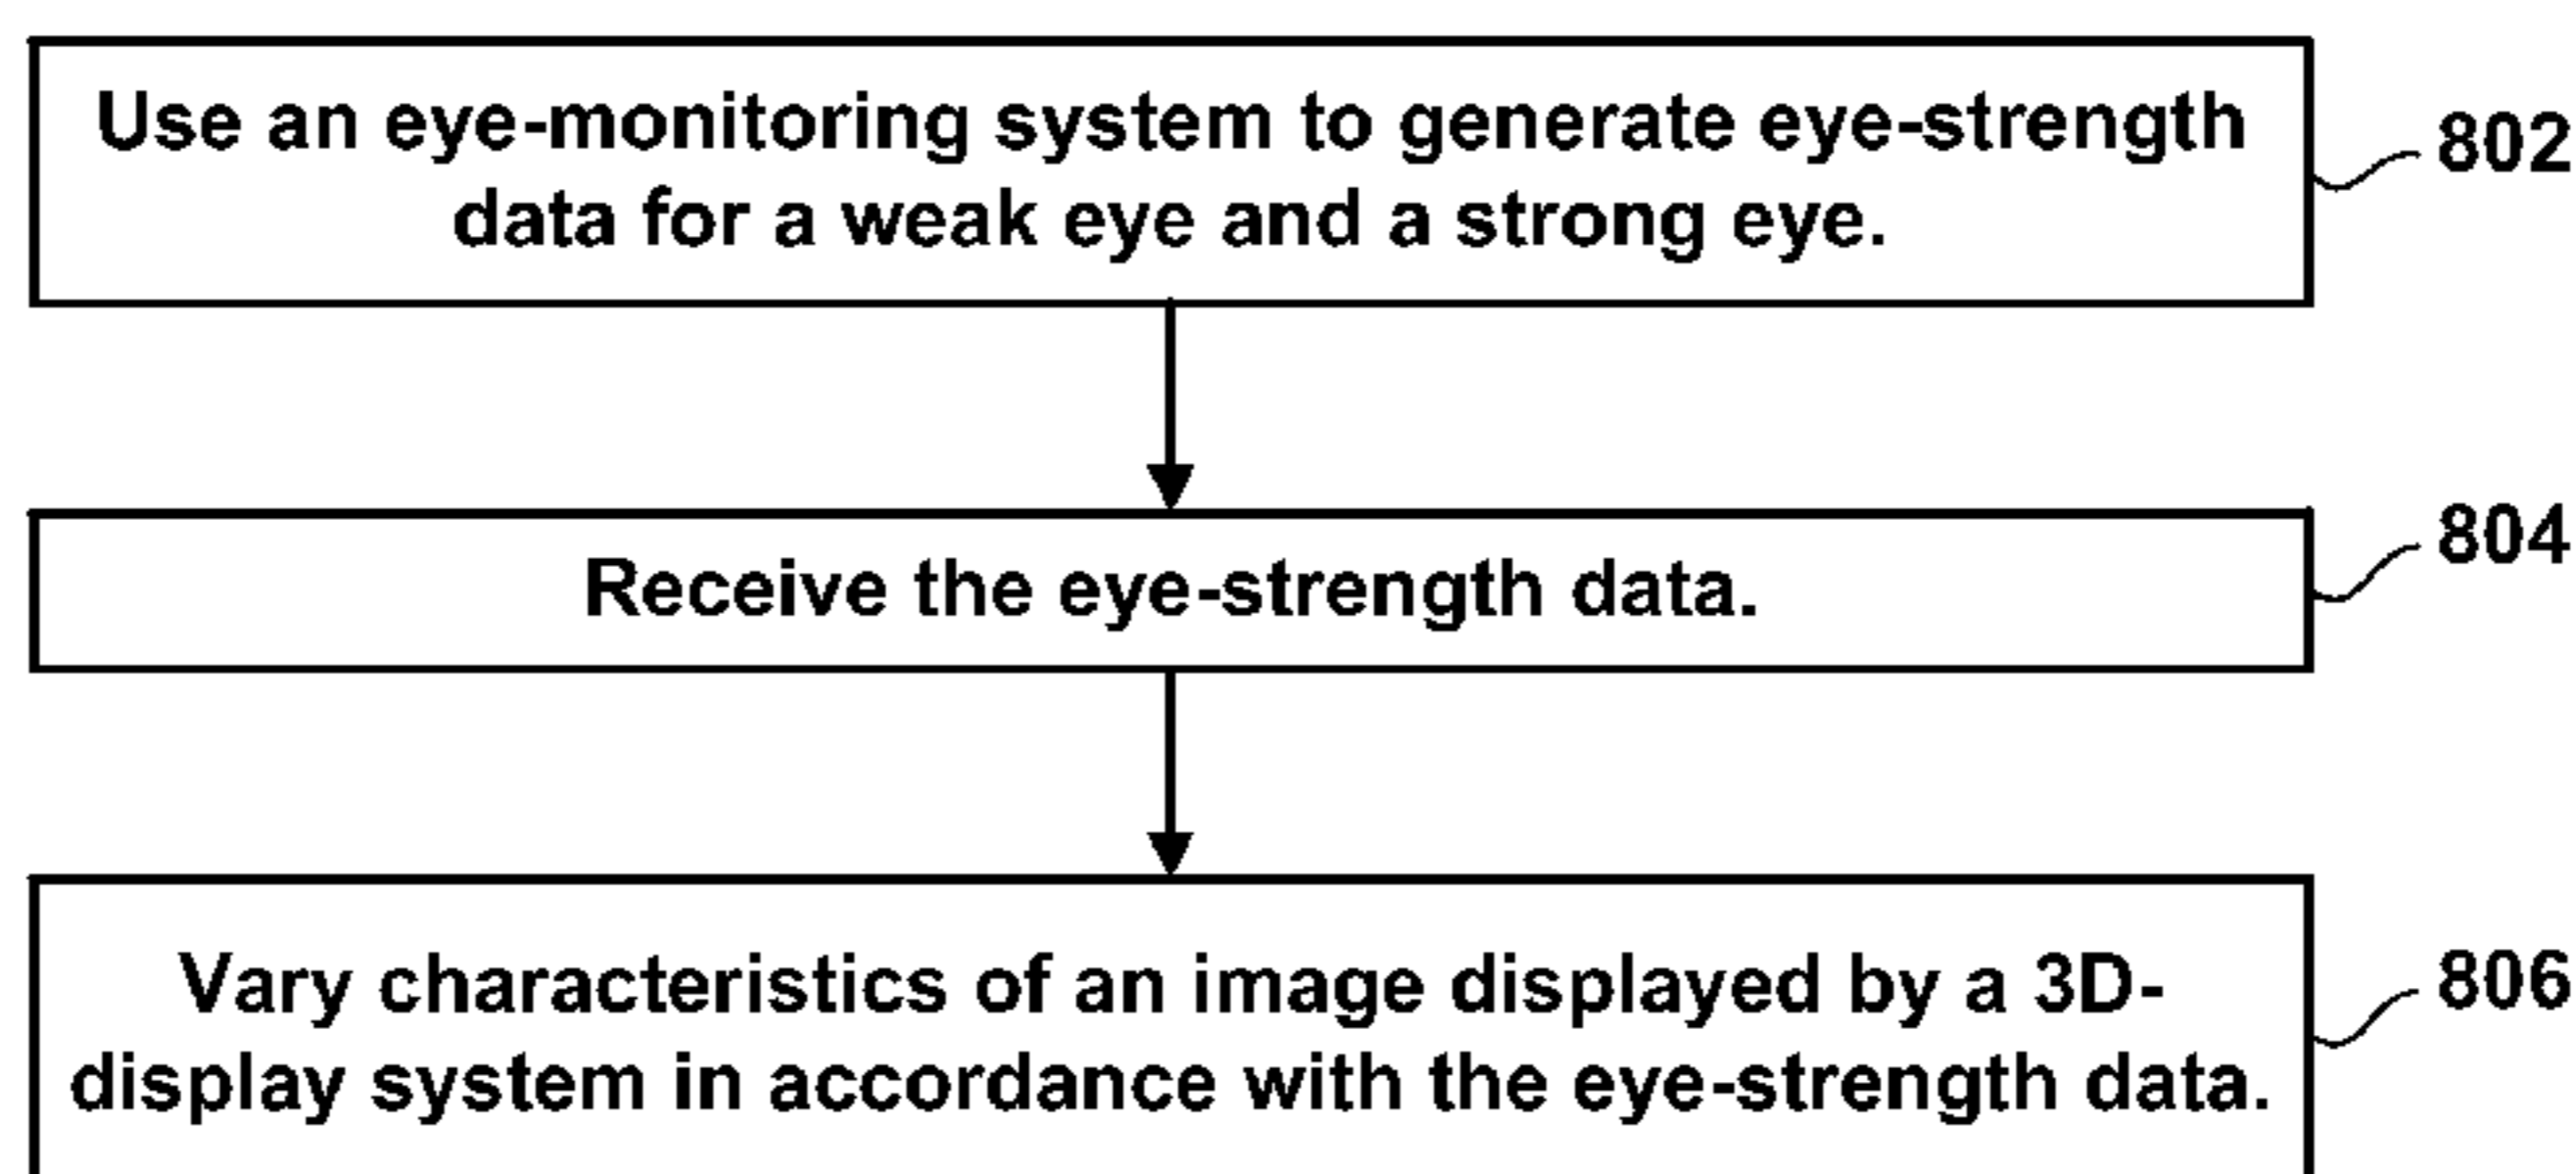 Use an eye-monitoring system to generate eye-strength
data for a weak eye and a strong eye.
802
Receive the eye-strength data.
804
Vary characteristics of an image displayed by a 3D-
display system in accordance with the eye-strength data.
806